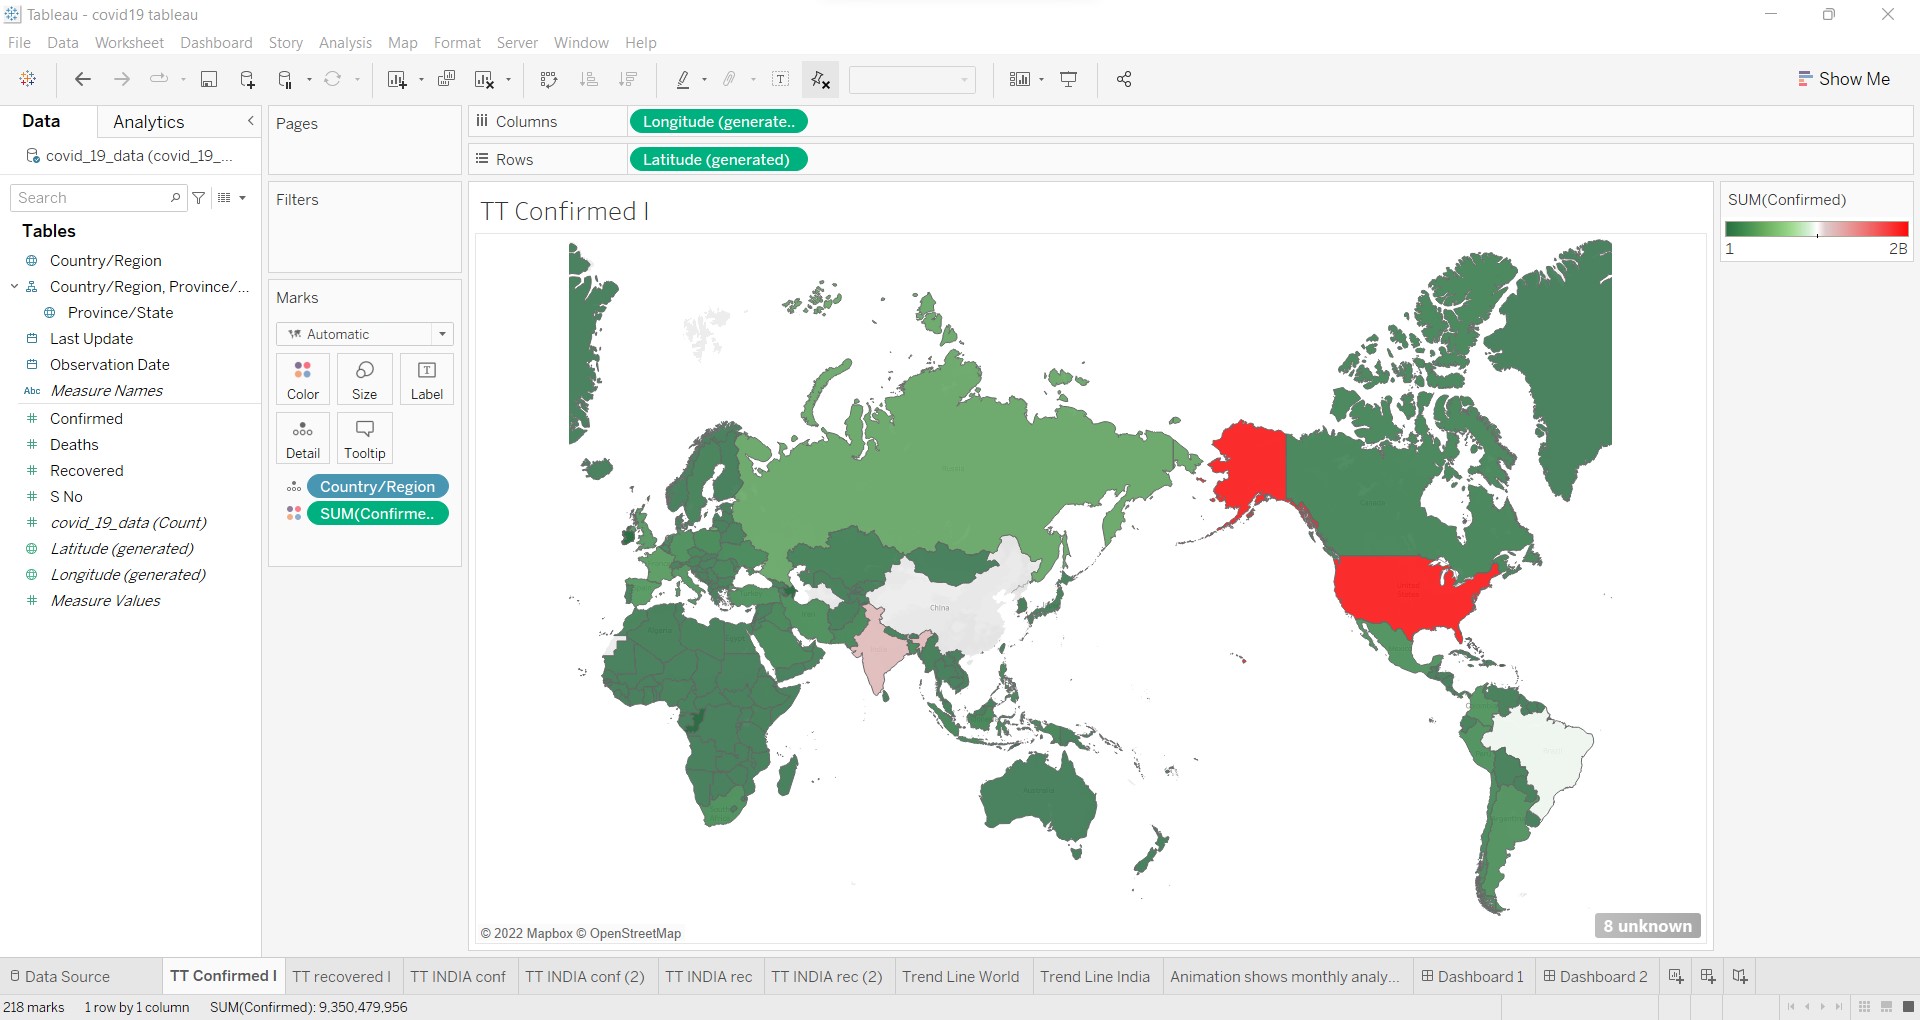 Tableau - covid19 tableau
File Data Worksheet Dashboard Story Analysis Map Format Server Window Help
Show Me
Data Analytics
covid_19_data (covid_19_...
Search
Tables
Country/Region
Country/Region, Province/...
Province/State
Last Update
Observation Date
Abc Measure Names
Confirmed
Deaths
Recovered
S No
covid_19_data (Count)
Latitude (generated)
Longitude (generated)
Measure Values
Pages
Filters
Marks
Automatic
Color Size Label
Detail Tooltip
Country/Region
SUM(Confirme..
Columns Longitude (generate..
Rows Latitude (generated)
TT Confirmed I
China
© 2022 Mapbox © OpenStreetMap
8 unknown
SUM(Confirmed)
1 2B
Data Source TT Confirmed I TT recovered I TT INDIA conf TT INDIA conf (2) TT INDIA rec TT INDIA rec (2) Trend Line World Trend Line India Animation shows monthly analy... Dashboard 1 Dashboard 2
218 marks 1 row by 1 column SUM(Confirmed): 9,350,479,956